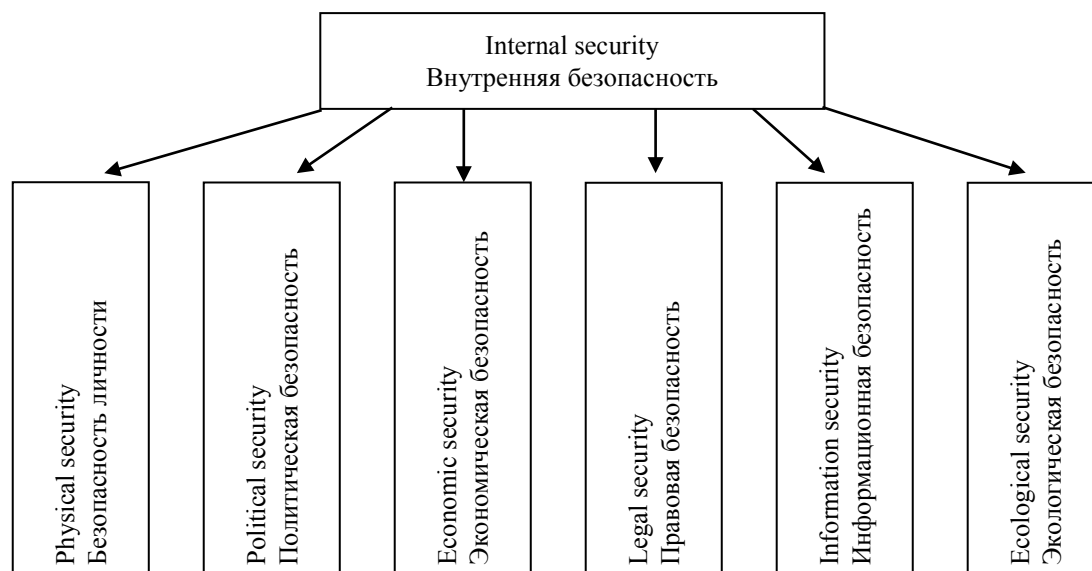 Internal security
Внутренняя безопасность
Physical security
Безопасность личности
Political security
Политическая безопасность
Economic security
Экономическая безопасность
Legal security
Правовая безопасность
Information security
Информационная безопасность
Ecological security
Экологическая безопасность